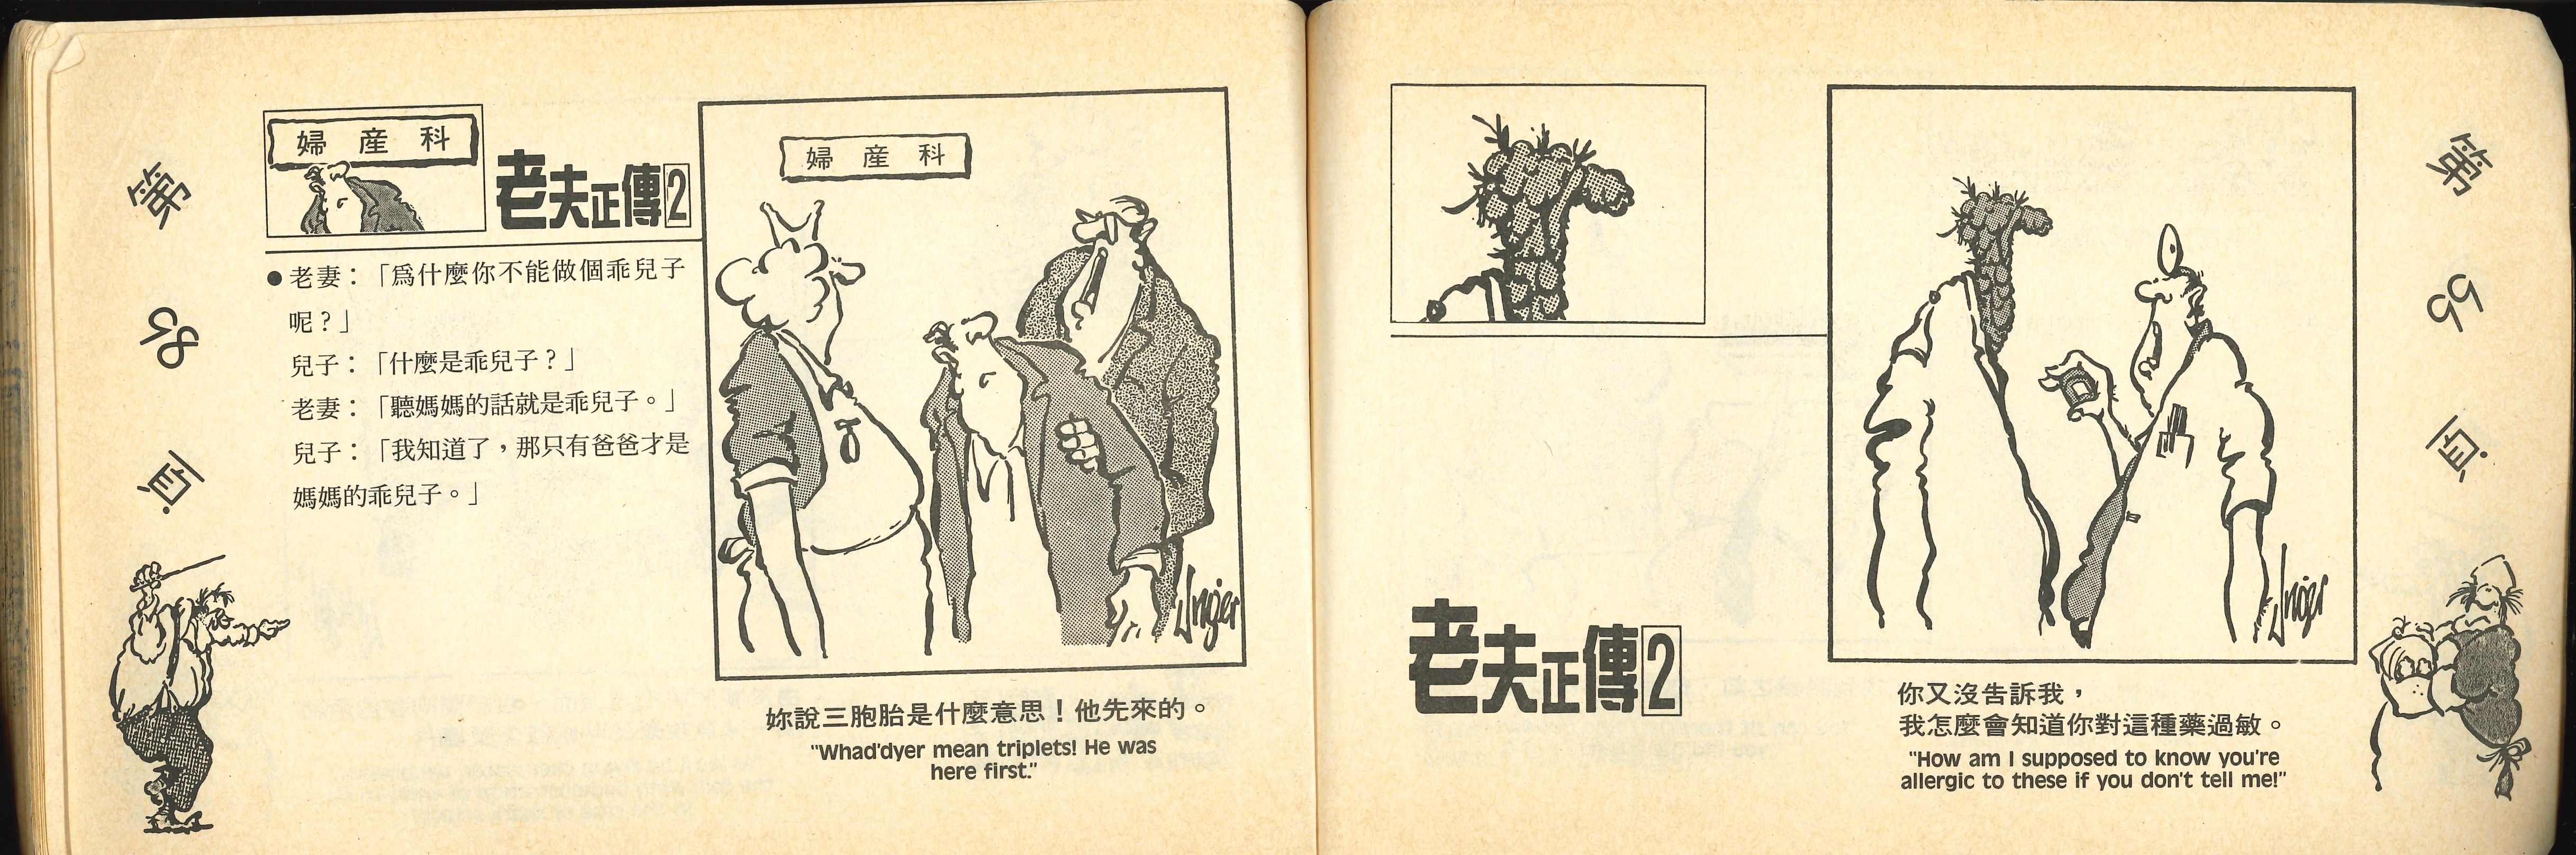 第
頁
婦 産 科
老夫正傳2
●老妻：「爲什麼你不能做個乖兒子
呢？」
兒子：「什麼是乖兒子？」
老妻：「聽媽媽的話就是乖兒子。」
兒子：「我知道了，那只有爸爸才是
媽媽的乖兒子。」
婦 産 科
Unger
妳說三胞胎是什麼意思！他先來的。
"Whad'dyer mean triplets! He was
here first."
老夫正傳2
Unger
你又沒告訴我，
我怎麼會知道你對這種藥過敏。
"How am I supposed to know you're
allergic to these if you don't tell me!"
第
頁